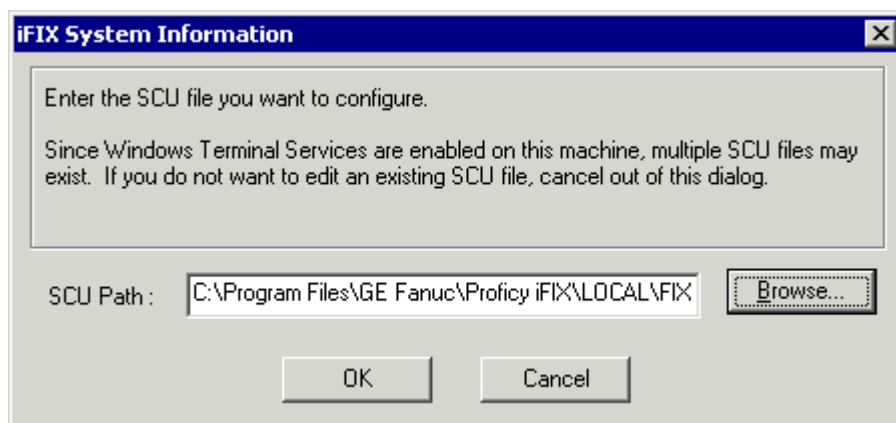 iFIX System Information
Enter the SCU file you want to configure.
Since Windows Terminal Services are enabled on this machine, multiple SCU files may
exist. If you do not want to edit an existing SCU file, cancel out of this dialog.
SCU Path : C:\Program Files\GE Fanuc\Proficy iFIX\LOCAL\FIX Browse...
OK Cancel